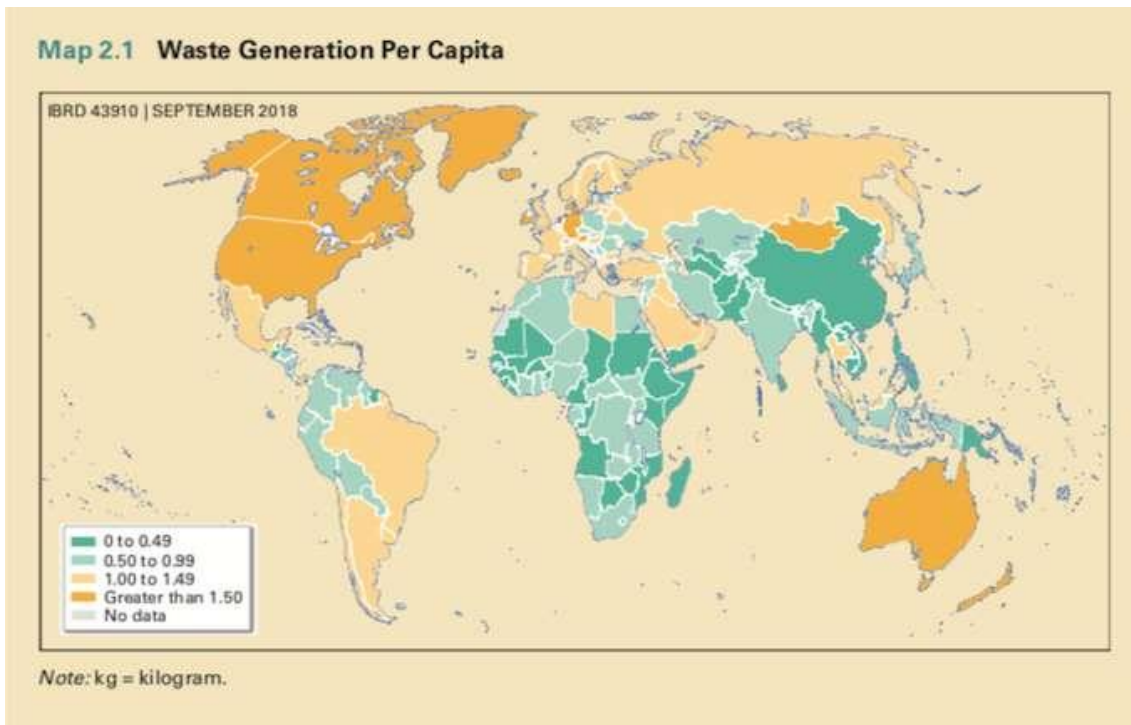 Map 2.1 Waste Generation Per Capita
IBRD 43910 | SEPTEMBER 2018
0 to 0.49
0.50 to 0.99
1.00 to 1.49
Greater than 1.50
No data
Note: kg = kilogram.